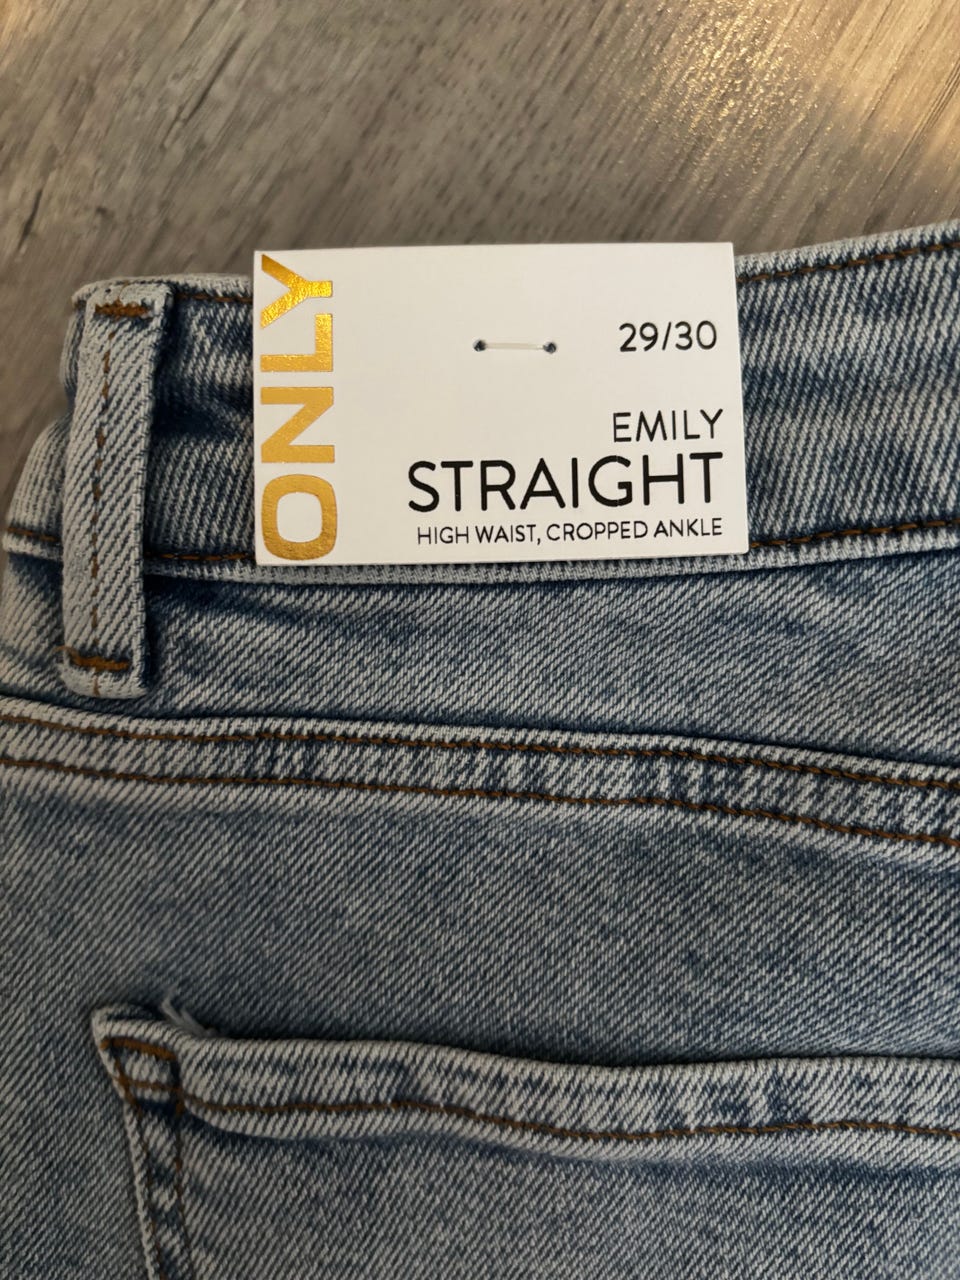 ONLY
29/30
EMILY
STRAIGHT
HIGH WAIST, CROPPED ANKLE